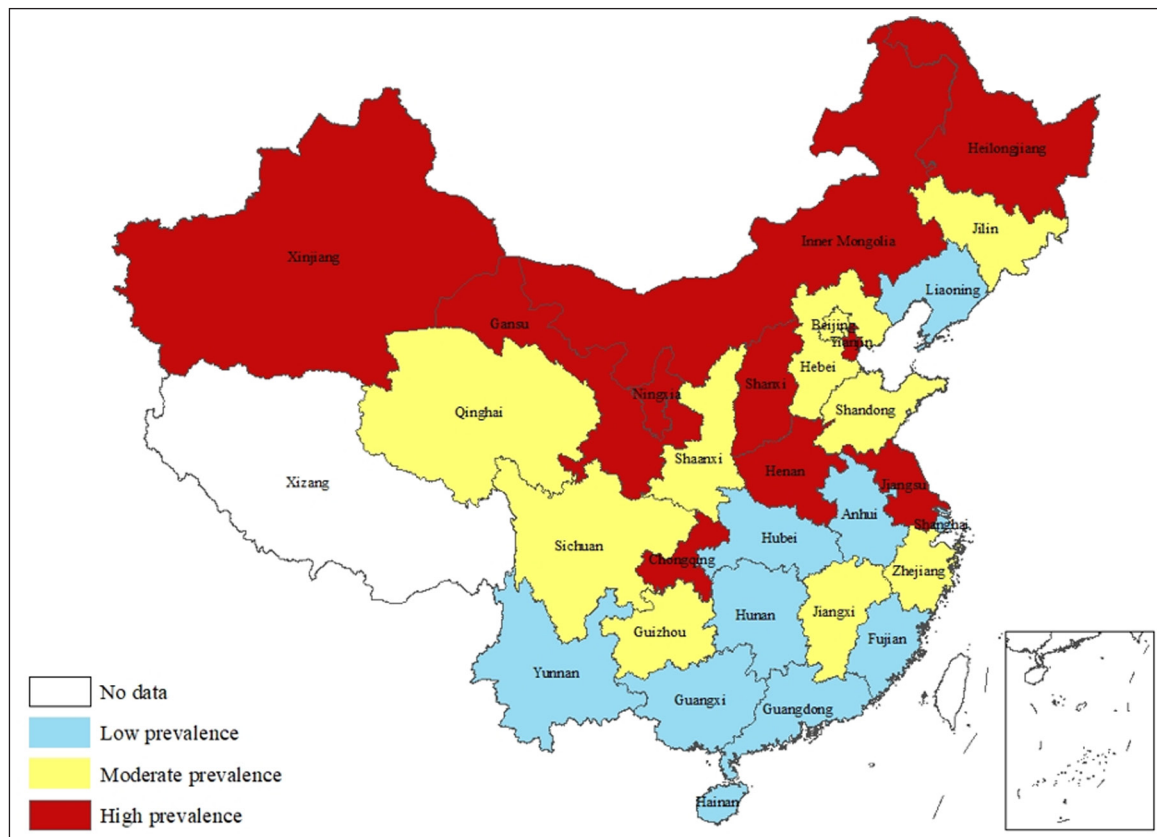 Heilongjiang
Jilin
Inner Mongolia
Xinjiang
Liaoning
Gansu
Beijing
Tianjin
Hebei
Shanxi
Ningxia
Qinghai
Shandong
Shaanxi
Henan
Xizang
Jiangsu
Anhui
Shanghai
Hubei
Sichuan
Chongqing
Zhejiang
Hunan
Jiangxi
Guizhou
Fujian
Yunnan
Guangxi
Guangdong
Hainan
No data
Low prevalence
Moderate prevalence
High prevalence